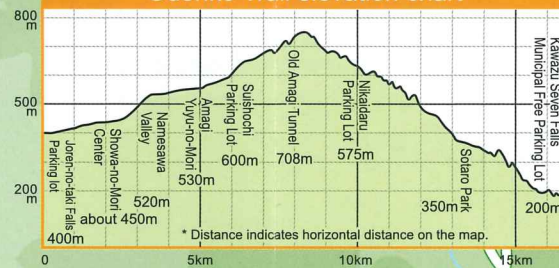 Trail elevation chart
800
m
500
m
200
m
Joren-no-taki Falls
Parking lot
400m
Showa-no-Mori
Center
about 450m
Namesawa
Valley
520m
Amagi
Yuyu-no-Mori
530m
Suishochi
Parking Lot
600m
Old Amagi Tunnel
708m
Nikaidaru
Parking Lot
575m
Sotaro Park
350m
Kawazu Seven Falls
Municipal Free Parking Lot
200m
* Distance indicates horizontal distance on the map.
0
5km
10km
15km